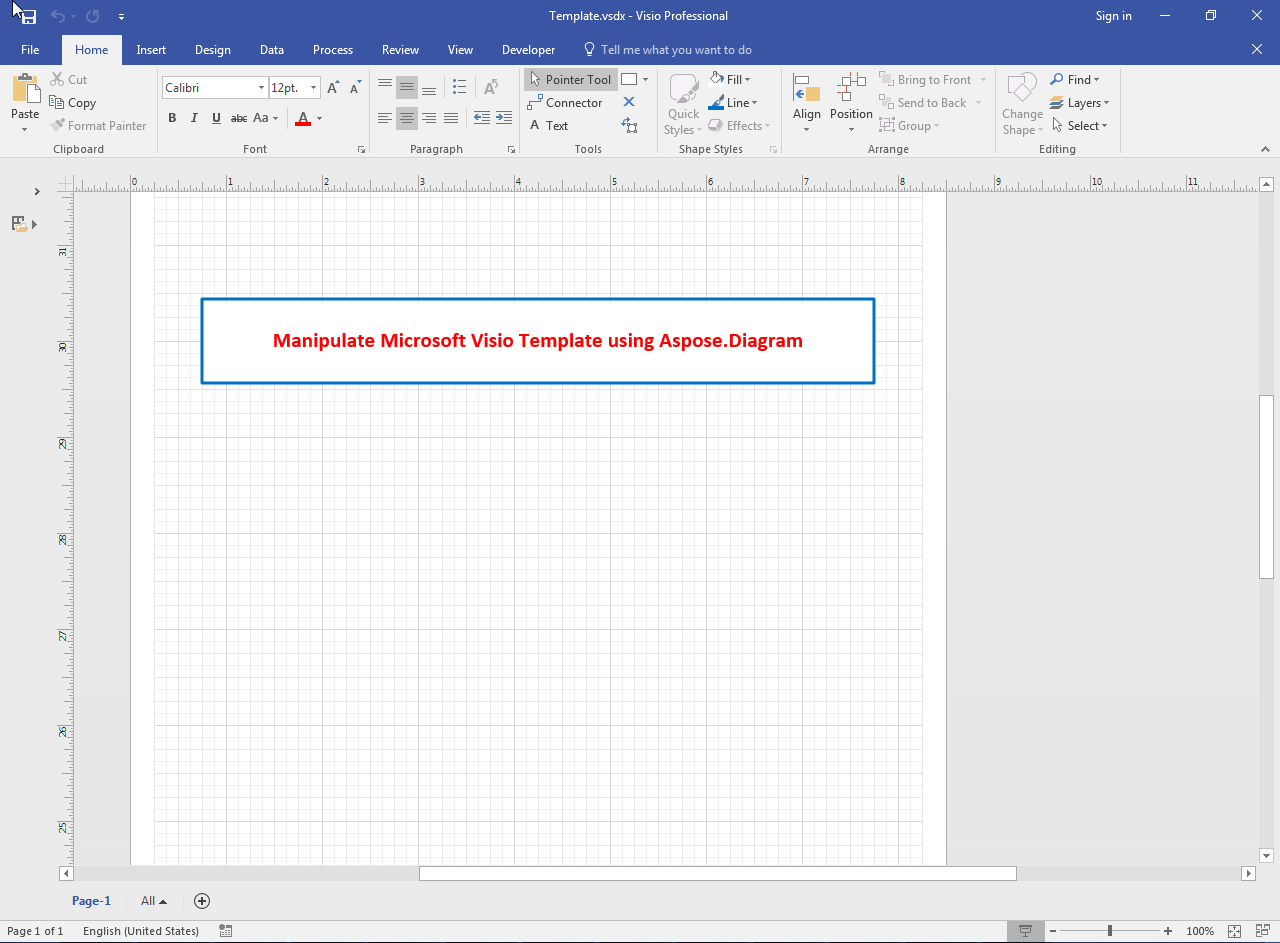 Template.vsdx - Visio Professional
Sign in
File Home Insert Design Data Process Review View Developer Tell me what you want to do
Paste
Cut
Copy
Format Painter
Clipboard
Calibri 12pt. A A
B I U abc Aa A
Font
A
Paragraph
Pointer Tool
Connector
A Text
Tools
Quick Styles
Fill
Line
Effects
Shape Styles
Align
Position
Bring to Front
Send to Back
Group
Arrange
Change Shape
Find
Layers
Select
Editing
0 1 2 3 4 5 6 7 8 9 10 11
31
30
29
28
27
26
25
Manipulate Microsoft Visio Template using Aspose.Diagram
Page-1 All
Page 1 of 1 English (United States) 100%